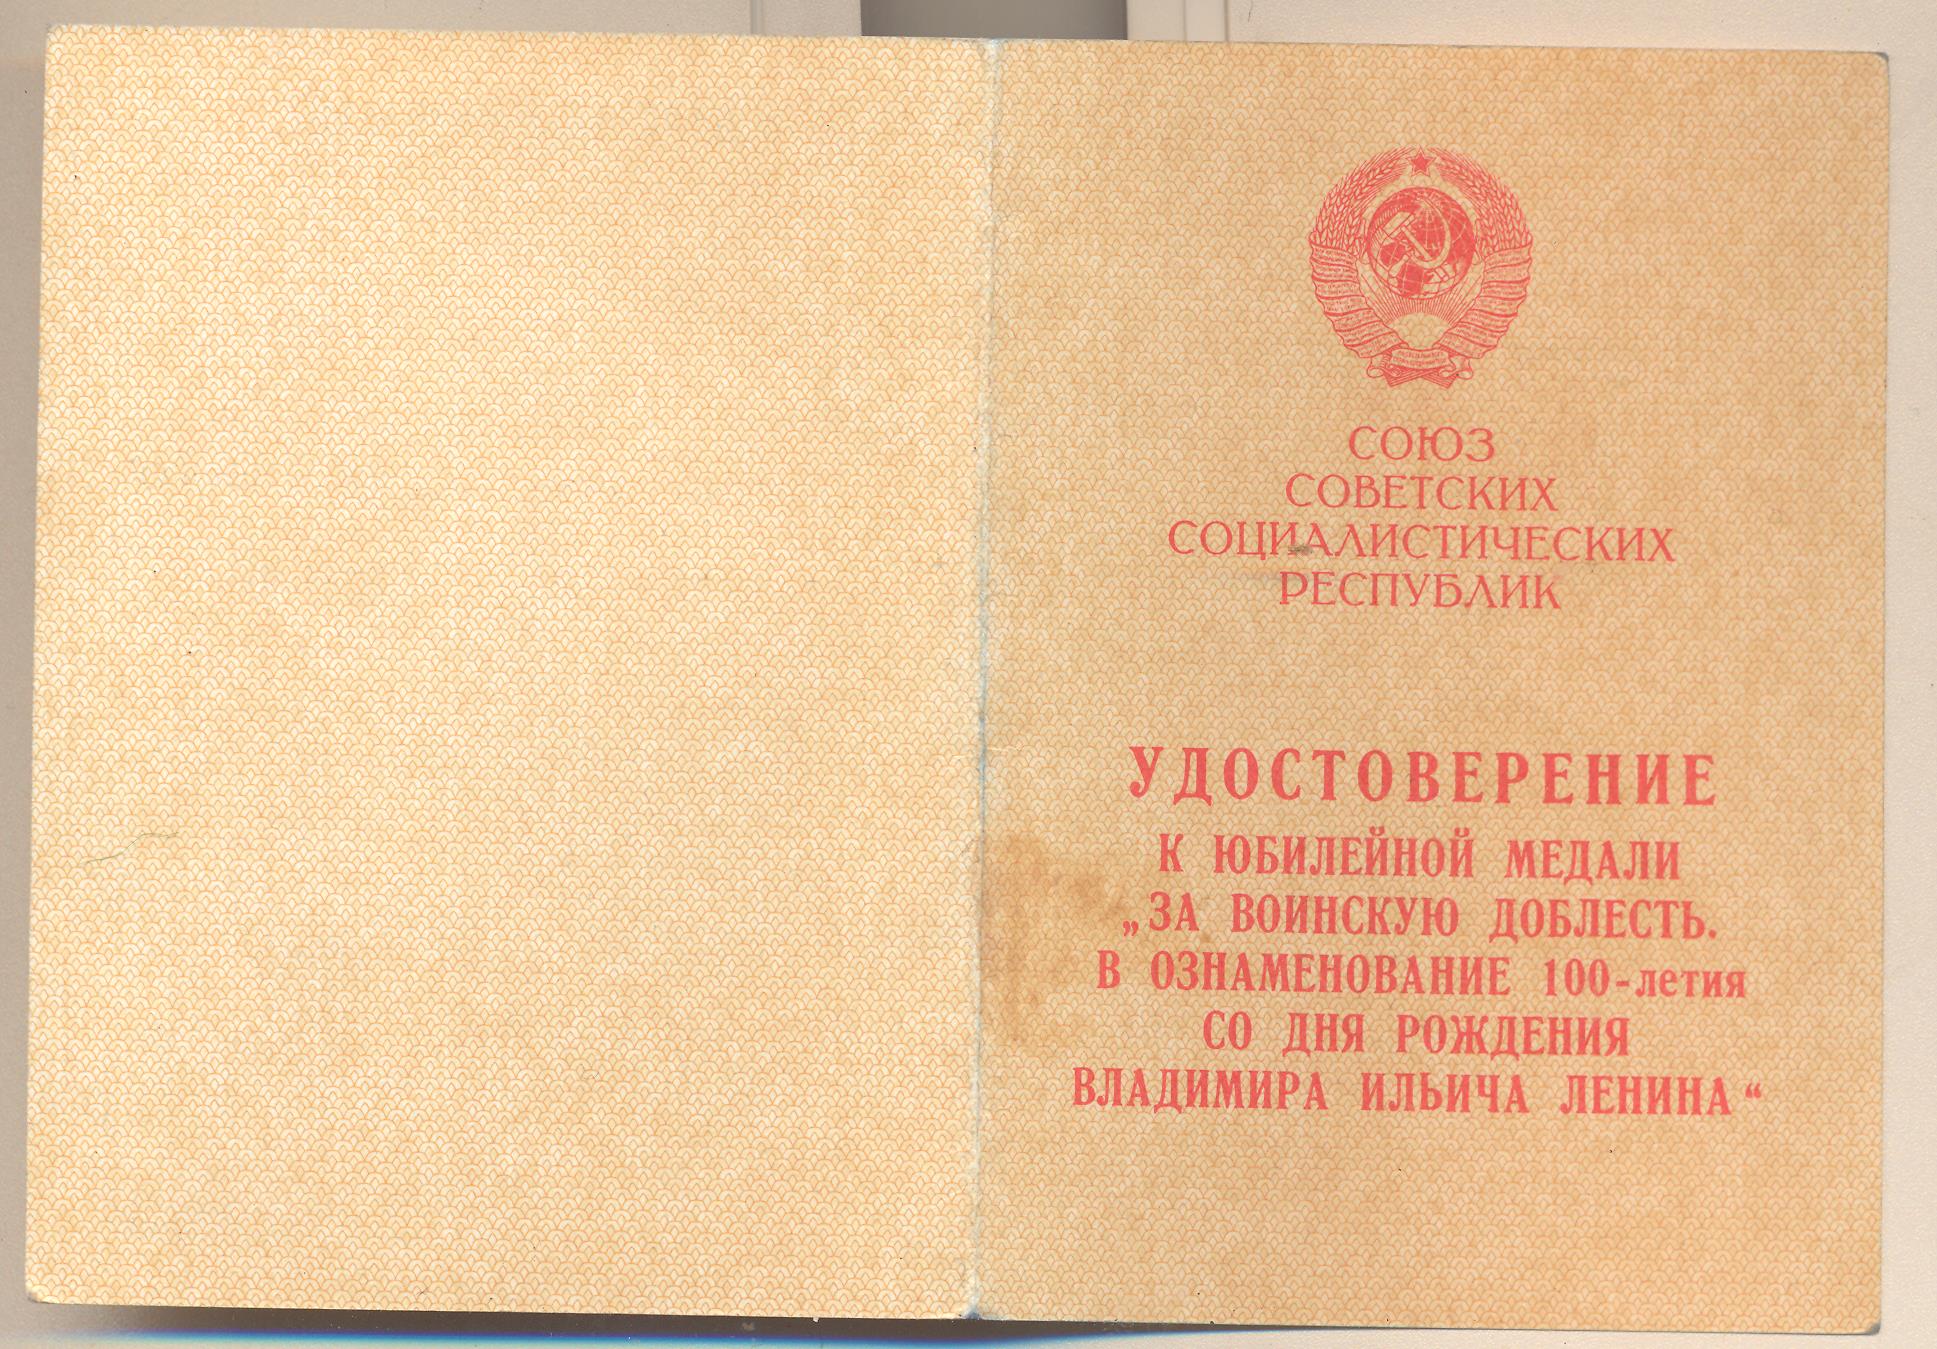 СОЮЗ
СОВЕТСКИХ
СОЦИАЛИСТИЧЕСКИХ
РЕСПУБЛИК
УДОСТОВЕРЕНИЕ
К ЮБИЛЕЙНОЙ МЕДАЛИ
„ЗА ВОИНСКУЮ ДОБЛЕСТЬ.
В ОЗНАМЕНОВАНИЕ 100-летия
СО ДНЯ РОЖДЕНИЯ
ВЛАДИМИРА ИЛЬИЧА ЛЕНИНА“